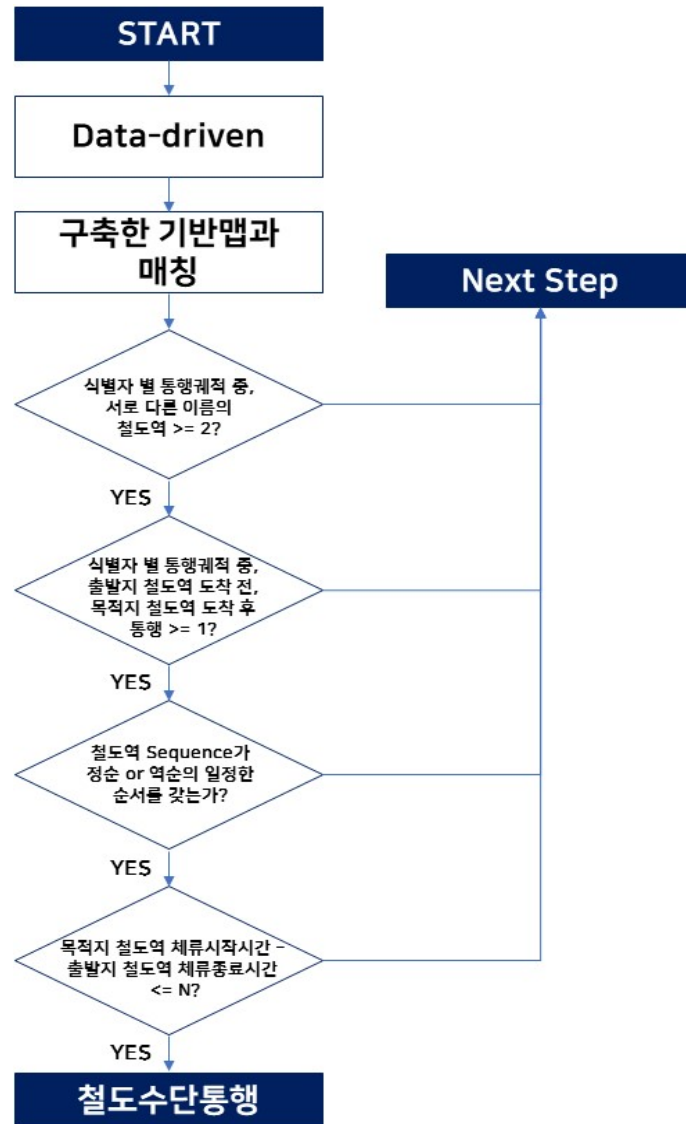 START
Data-driven
구축한 기반맵과
매칭
Next Step
식별자 별 통행궤적 중,
서로 다른 이름의
철도역 >= 2?
YES
식별자 별 통행궤적 중,
출발지 철도역 도착 전,
목적지 철도역 도착 후
통행 >= 1?
YES
철도역 Sequence가
정순 or 역순의 일정한
순서를 갖는가?
YES
목적지 철도역 체류시작시간 -
출발지 철도역 체류종료시간
<= N?
YES
철도수단통행